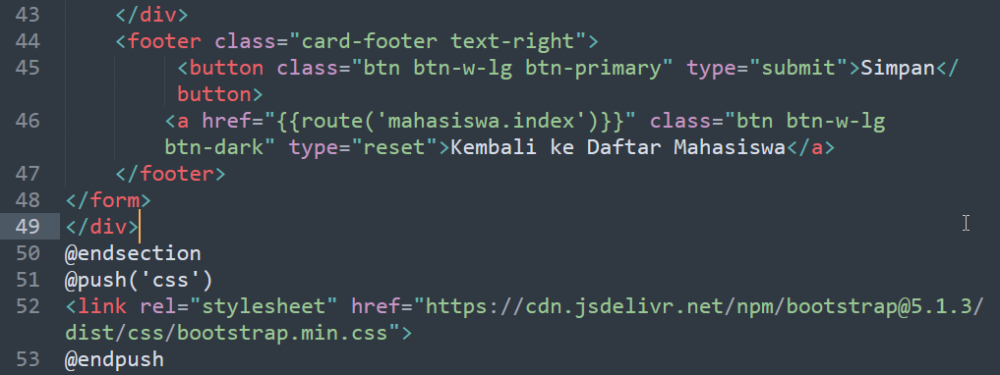 43 </div>
44 <footer class="card-footer text-right">
45 <button class="btn btn-w-lg btn-primary" type="submit">Simpan</
button>
46 <a href="{{route('mahasiswa.index')}}" class="btn btn-w-lg
btn-dark" type="reset">Kembali ke Daftar Mahasiswa</a>
47 </footer>
48 </form>
49 </div>
50 @endsection
51 @push('css')
52 <link rel="stylesheet" href="https://cdn.jsdelivr.net/npm/bootstrap@5.1.3/
dist/css/bootstrap.min.css">
53 @endpush